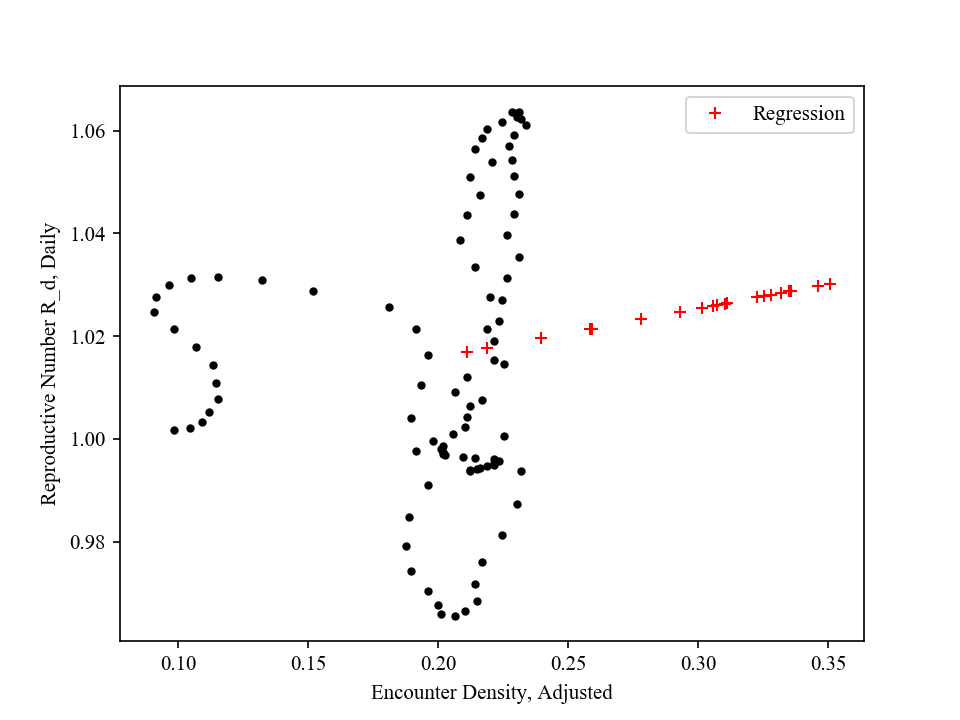 Regression
1.06
1.04
1.02
1.00
0.98
Reproductive Number R_d, Daily
0.10 0.15 0.20 0.25 0.30 0.35
Encounter Density, Adjusted